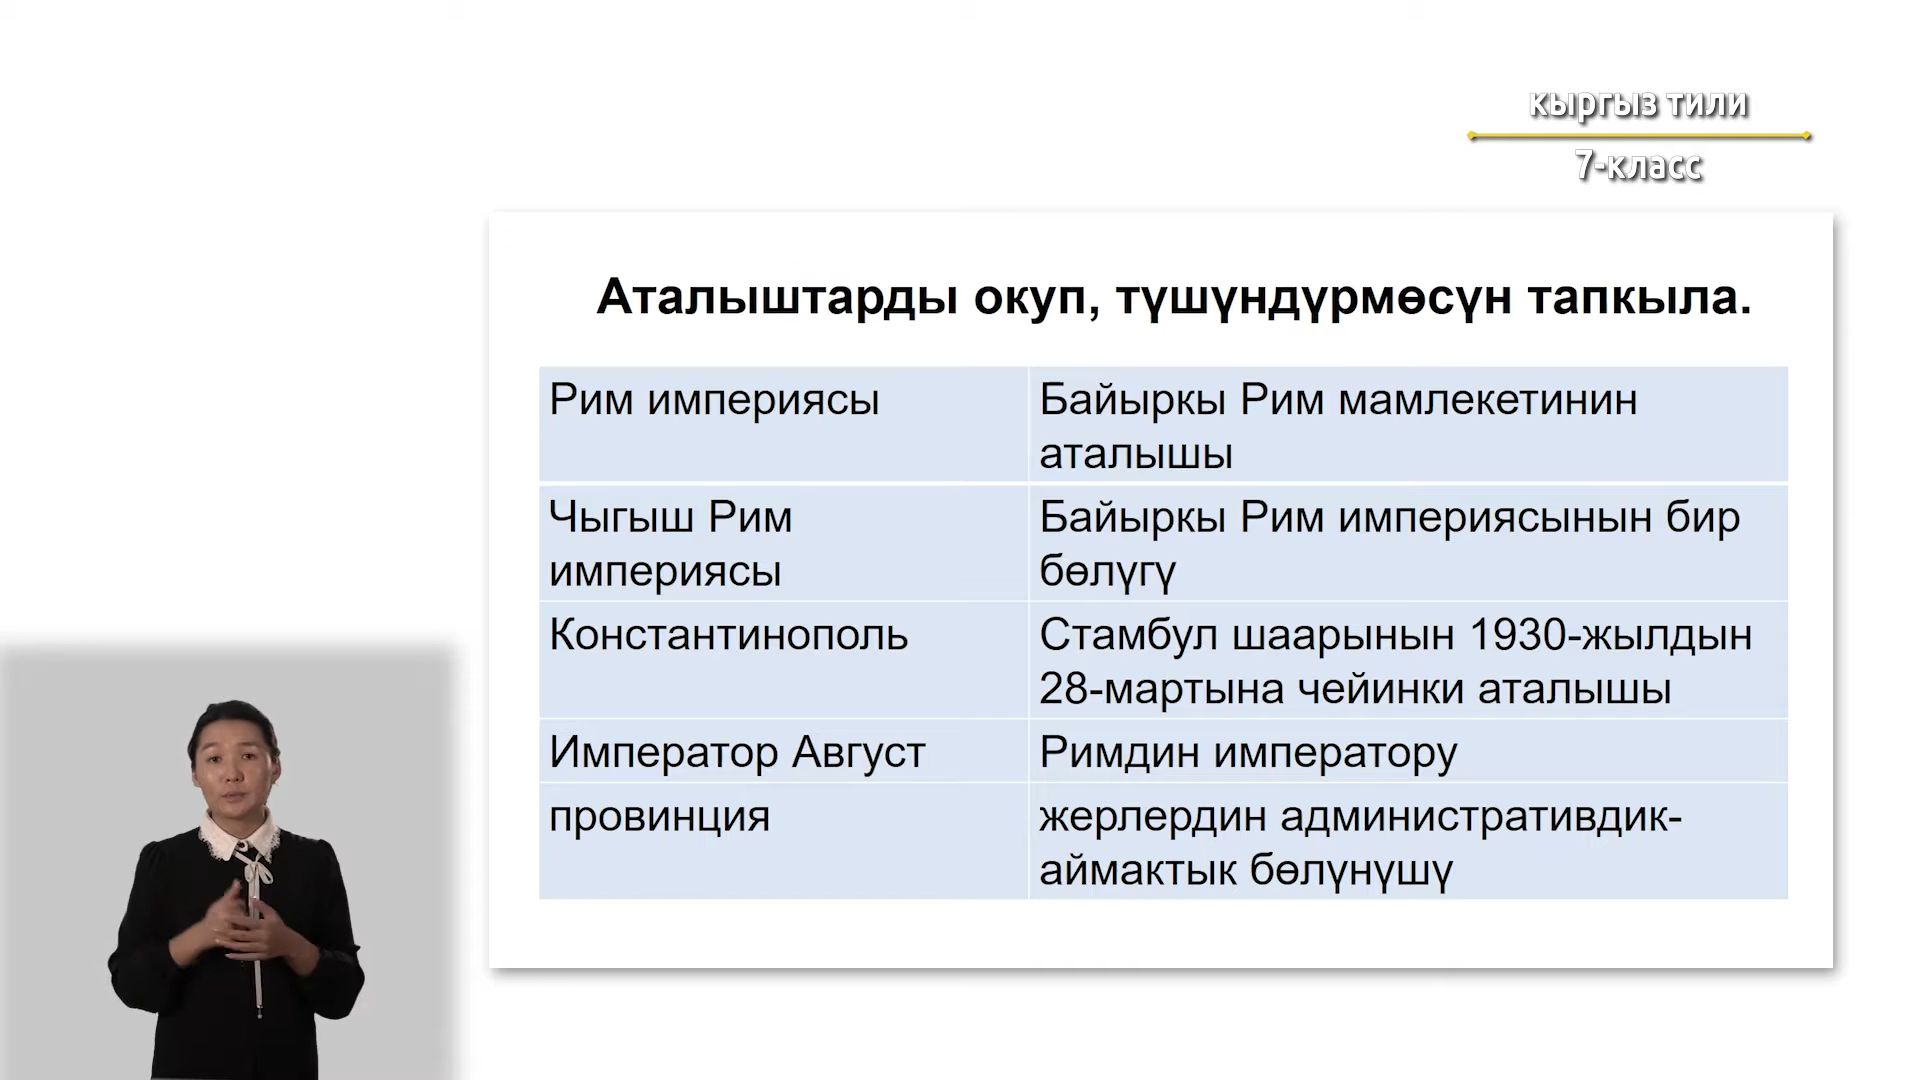 кыргыз тили
7-класс
Аталыштарды окуп, түшүндүрмөсүн тапкыла.
Рим империясы
Байыркы Рим мамлекетинин
аталышы
Чыгыш Рим
империясы
Байыркы Рим империясынын бир
бөлүгү
Константинополь
Стамбул шаарынын 1930-жылдын
28-мартына чейинки аталышы
Император Август
Римдин императору
провинция
жерлердин административдик-
аймактык бөлүнүшү